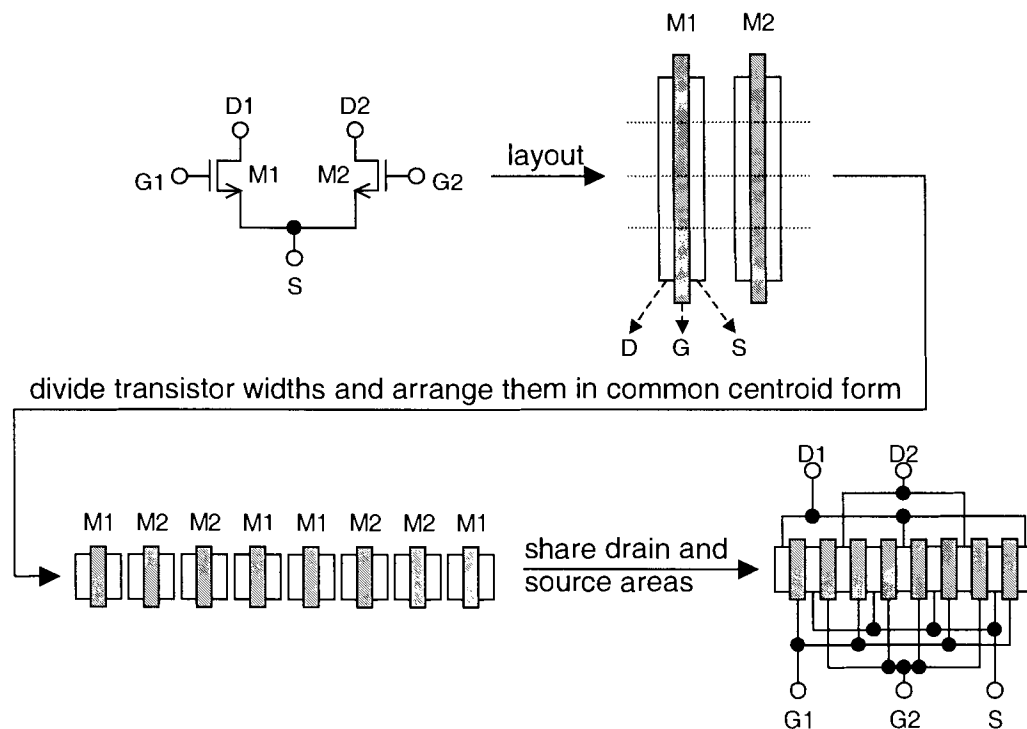 M1 M2
D1 D2
layout
G1 M1 M2 G2
S
D G S
divide transistor widths and arrange them in common centroid form
D1 D2
M1 M2 M2 M1 M1 M2 M2 M1
share drain and
source areas
G1 G2 S